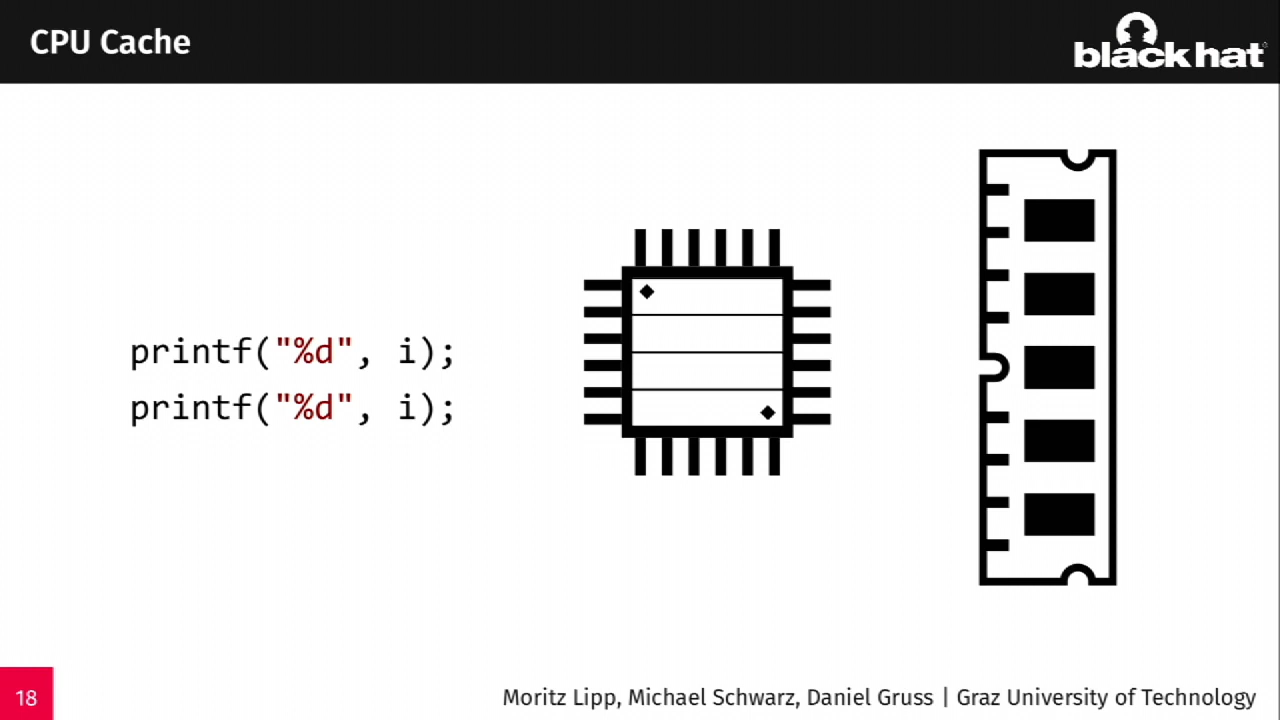 CPU Cache
black hat
printf("%d", i);
printf("%d", i);
18
Moritz Lipp, Michael Schwarz, Daniel Gruss | Graz University of Technology